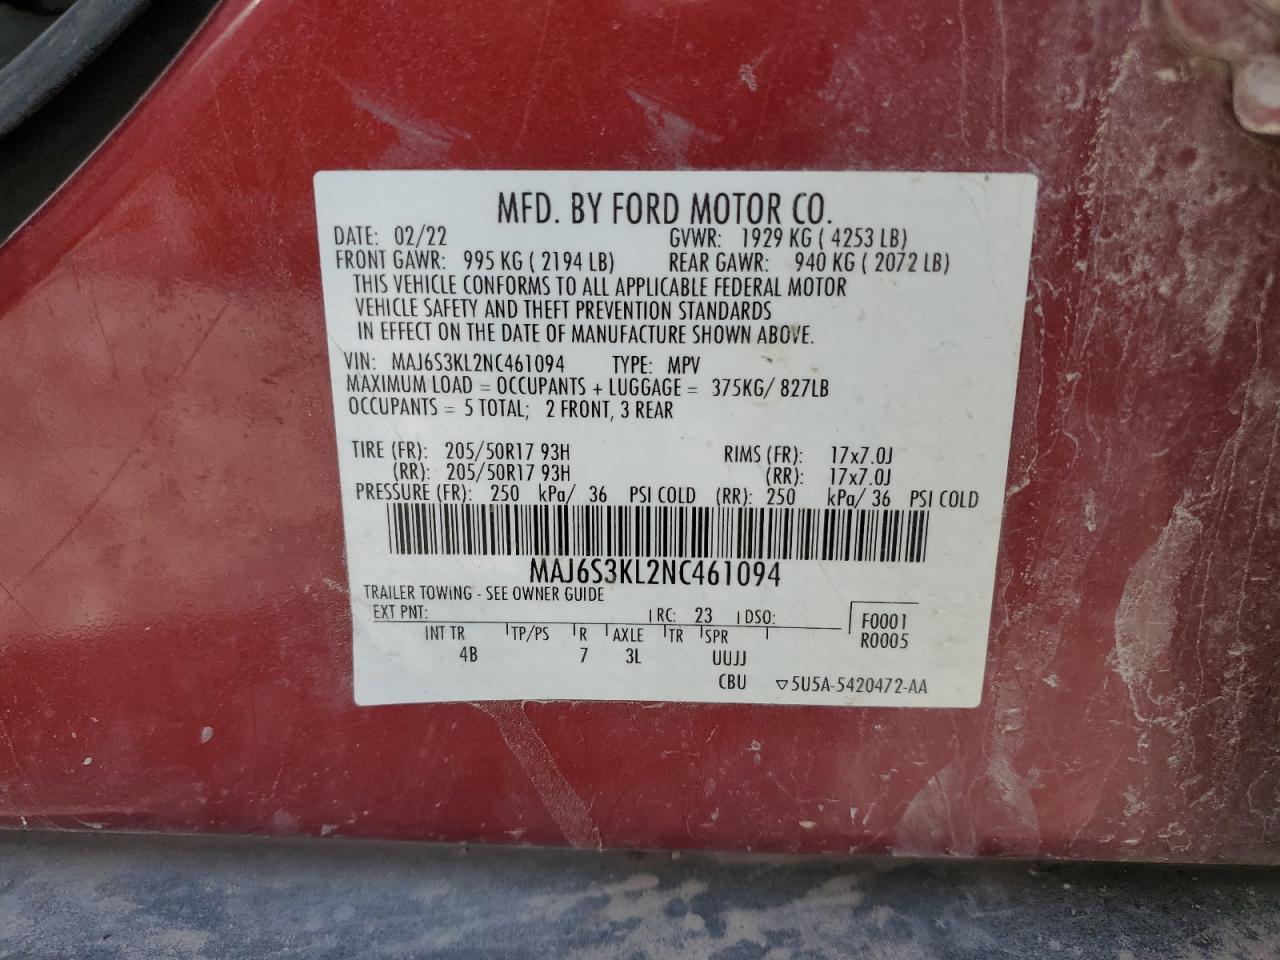 MFD. BY FORD MOTOR CO.
DATE: 02/22 GVWR: 1929 KG ( 4253 LB)
FRONT GAWR: 995 KG ( 2194 LB) REAR GAWR: 940 KG ( 2072 LB)
THIS VEHICLE CONFORMS TO ALL APPLICABLE FEDERAL MOTOR
VEHICLE SAFETY AND THEFT PREVENTION STANDARDS
IN EFFECT ON THE DATE OF MANUFACTURE SHOWN ABOVE.
VIN: MAJ6S3KL2NC461094 TYPE: MPV
MAXIMUM LOAD = OCCUPANTS + LUGGAGE = 375KG/ 827LB
OCCUPANTS = 5 TOTAL; 2 FRONT, 3 REAR
TIRE (FR): 205/50R17 93H RIMS (FR): 17x7.0J
(RR): 205/50R17 93H (RR): 17x7.0J
PRESSURE (FR): 250 kPa/ 36 PSI COLD (RR): 250 kPa/ 36 PSI COLD
MAJ6S3KL2NC461094
TRAILER TOWING - SEE OWNER GUIDE
EXT PNT: RC: 23 DSO: F0001
INT TR TP/PS R AXLE TR SPR R0005
4B 7 3L UUJJ
CBU ▽5U5A-5420472-AA